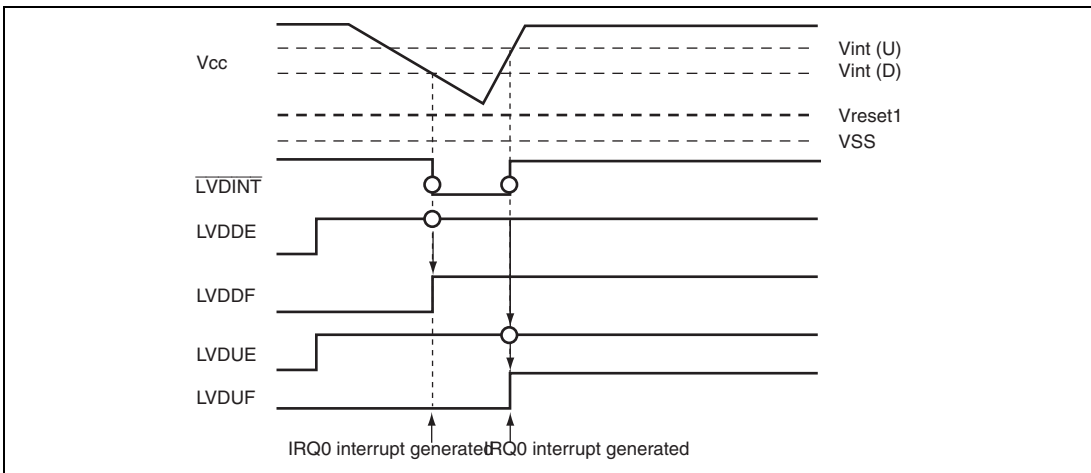 Vcc
Vint (U)
Vint (D)
Vreset1
VSS
LVDINT
LVDDE
LVDDF
LVDUE
LVDUF
IRQ0 interrupt generated
IRQ0 interrupt generated